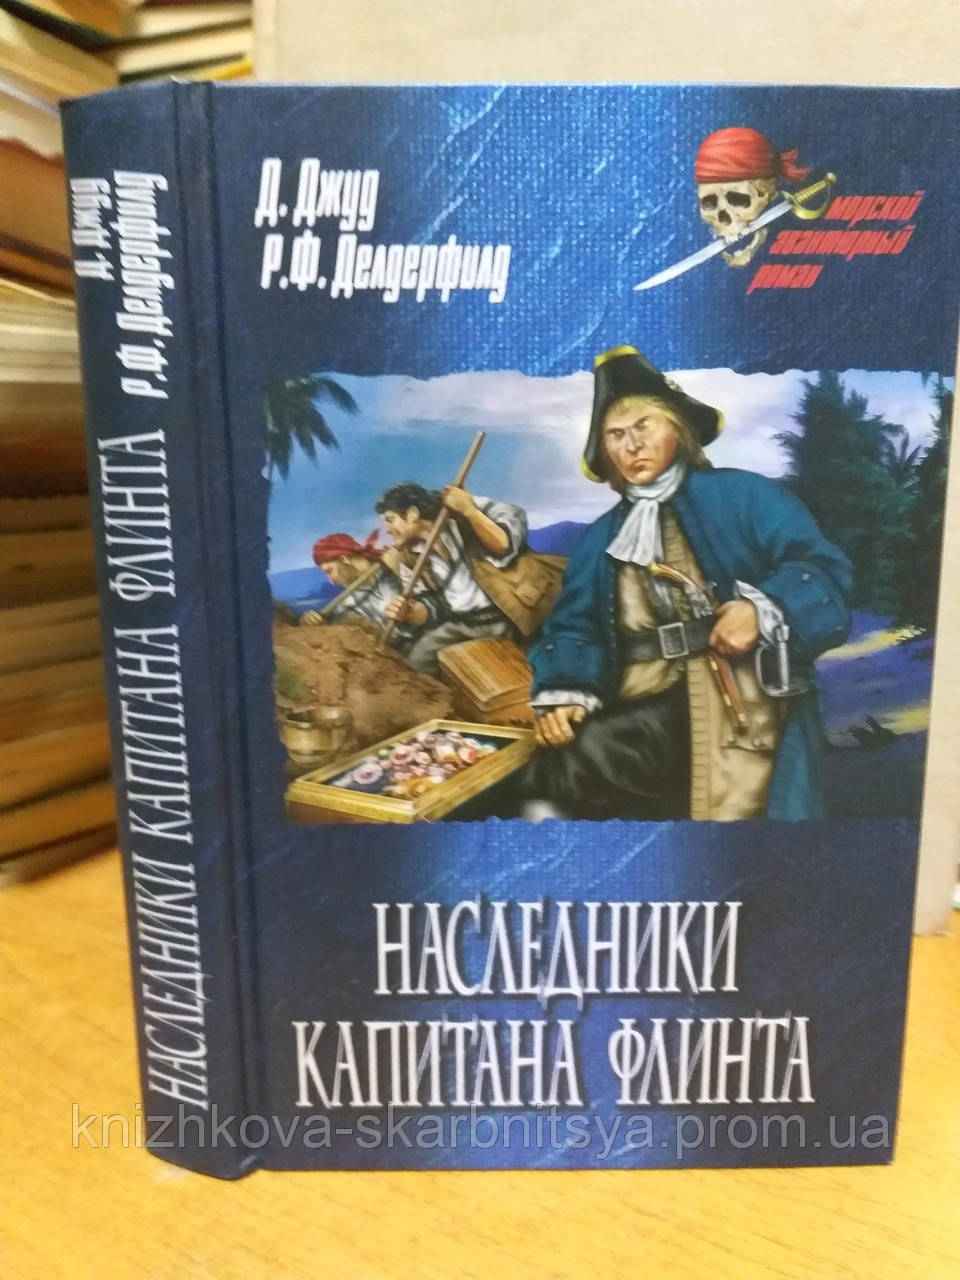 Д. Джуд
Р.Ф. Делдерфилд
морской
авантюрный
роман
НАСЛЕДНИКИ
КАПИТАНА ФЛИНТА
Д. Джуд
Р.Ф. Делдерфилд
НАСЛЕДНИКИ КАПИТАНА ФЛИНТА
knizhkova-skarbnitsya.prom.ua